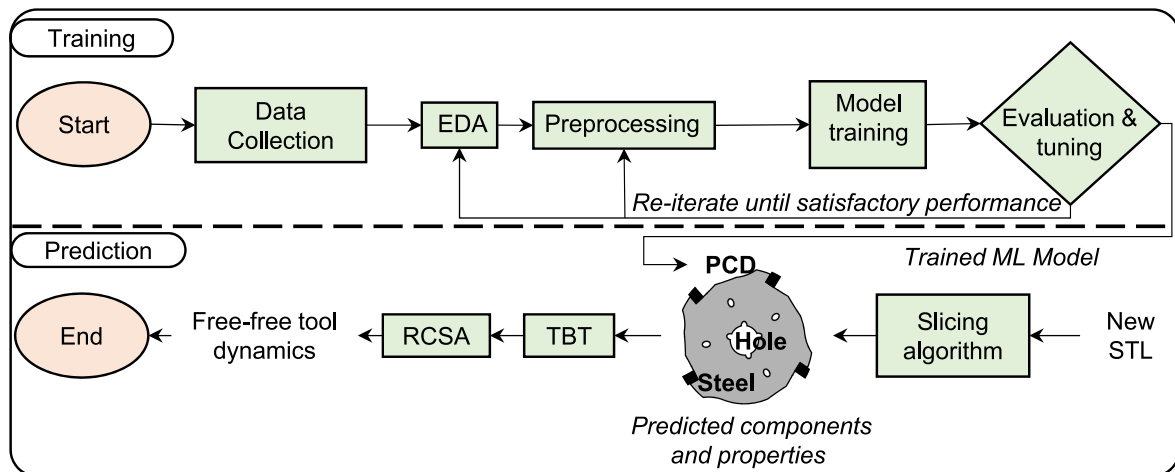 Training
Start
Data
Collection
EDA
Preprocessing
Model
training
Evaluation &
tuning
Re-iterate until satisfactory performance
Prediction
Trained ML Model
PCD
Hole
Steel
Predicted components
and properties
End
Free-free tool
dynamics
RCSA
TBT
Slicing
algorithm
New
STL